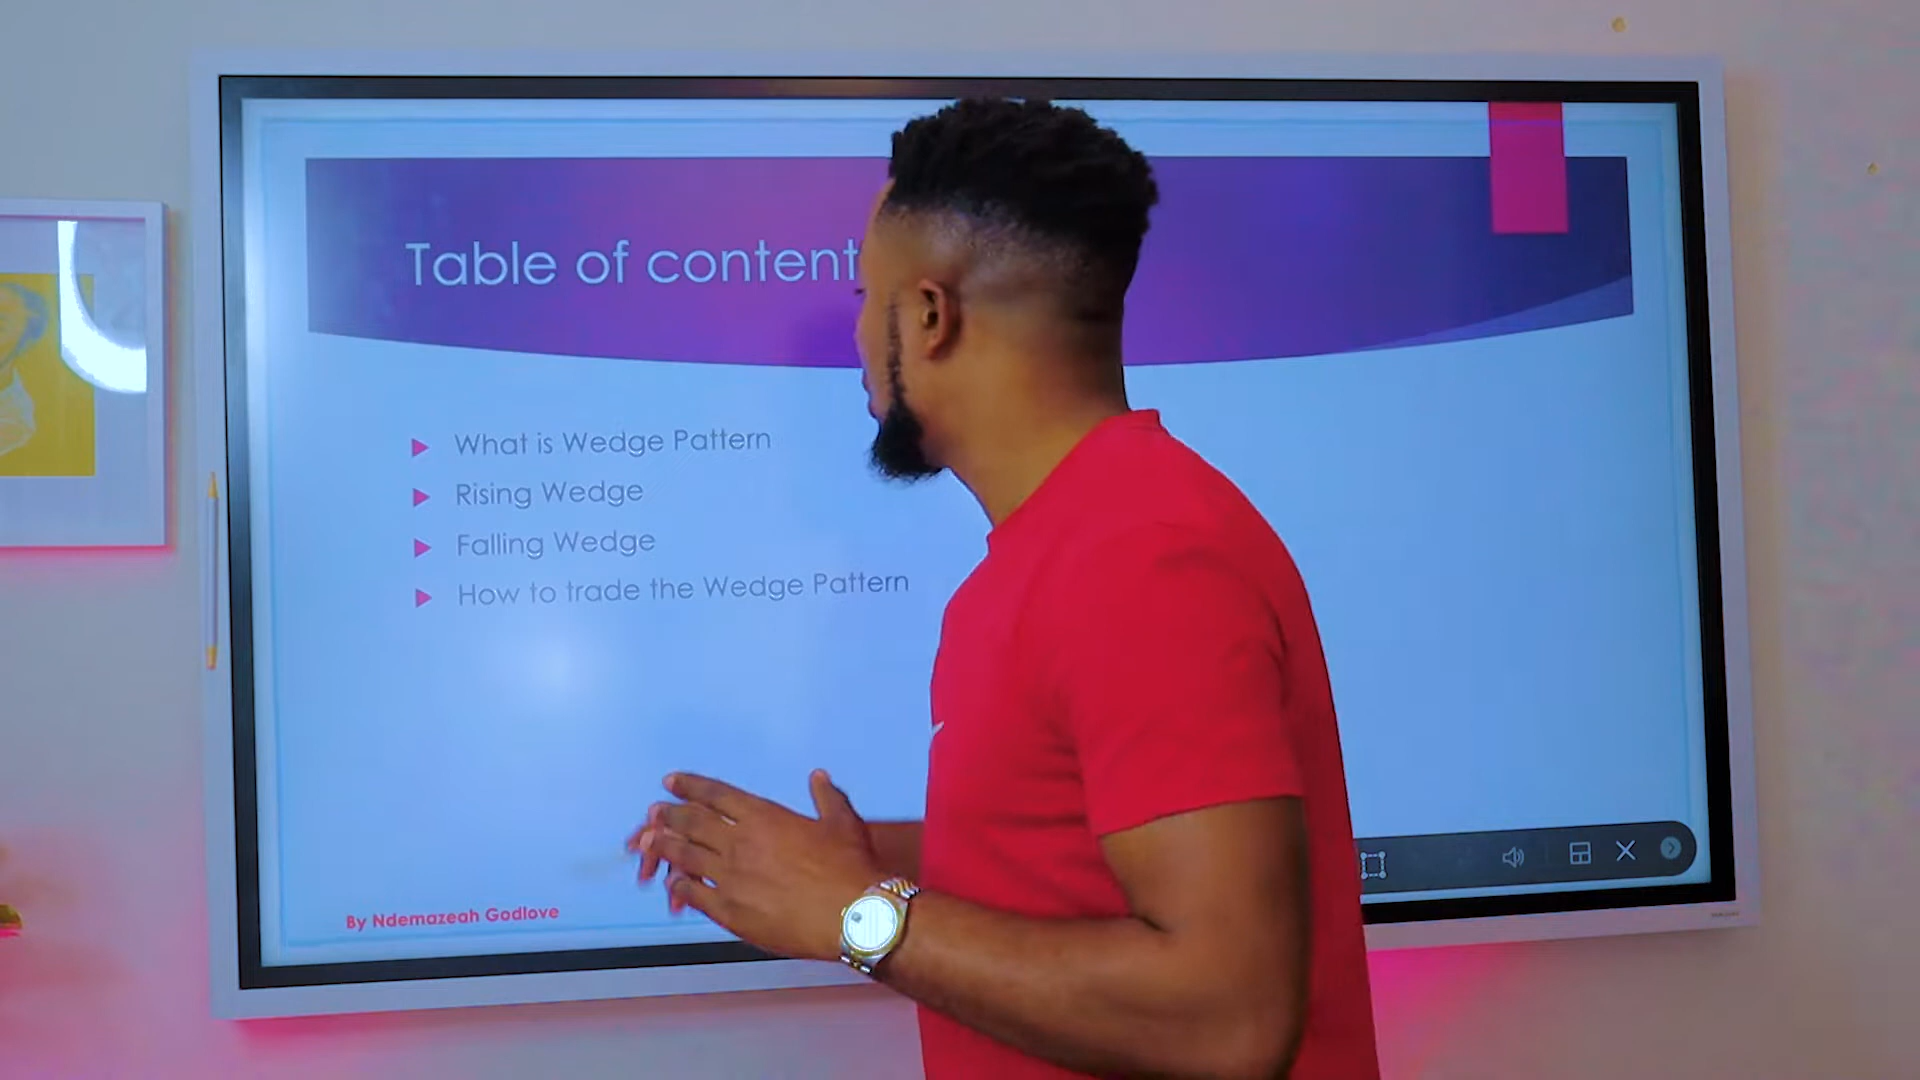 Table of content
What is Wedge Pattern
Rising Wedge
Falling Wedge
How to trade the Wedge Pattern
By Ndemazeah Godlove